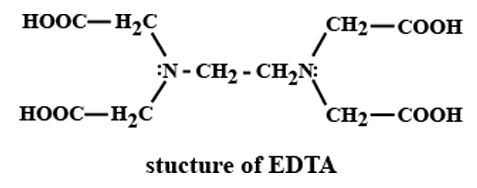 HOOC—H₂C CH₂—COOH
:N - CH₂ - CH₂N:
HOOC—H₂C CH₂—COOH
stucture of EDTA